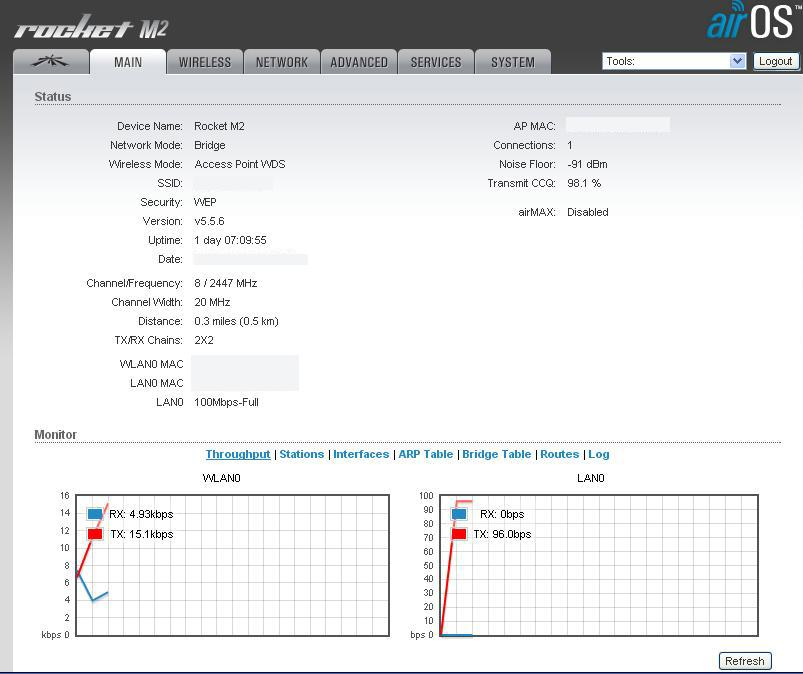 rocket M2
airOS™
MAIN WIRELESS NETWORK ADVANCED SERVICES SYSTEM Tools: Logout
Status
Device Name: Rocket M2
Network Mode: Bridge
Wireless Mode: Access Point WDS
SSID:
Security: WEP
Version: v5.5.6
Uptime: 1 day 07:09:55
Date:
Channel/Frequency: 8 / 2447 MHz
Channel Width: 20 MHz
Distance: 0.3 miles (0.5 km)
TX/RX Chains: 2X2
WLAN0 MAC
LAN0 MAC
LAN0 100Mbps-Full
AP MAC:
Connections: 1
Noise Floor: -91 dBm
Transmit CCQ: 98.1 %
airMAX: Disabled
Monitor
Throughput | Stations | Interfaces | ARP Table | Bridge Table | Routes | Log
WLAN0
16
14
12
10
8
6
4
2
kbps 0
RX: 4.93kbps
TX: 15.1kbps
LAN0
100
90
80
70
60
50
40
30
20
10
bps 0
RX: 0bps
TX: 96.0bps
Refresh